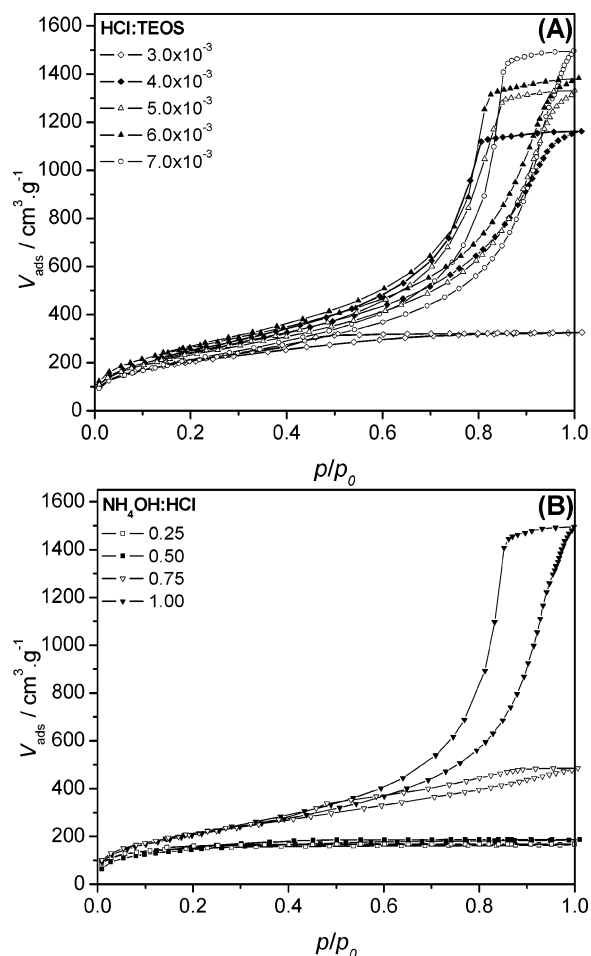 (A)
HCl:TEOS
3.0x10⁻³
4.0x10⁻³
5.0x10⁻³
6.0x10⁻³
7.0x10⁻³
1600
1400
1200
1000
800
600
400
200
0
V_ads / cm³.g⁻¹
0.0 0.2 0.4 0.6 0.8 1.0
p/p₀
(B)
NH₄OH:HCl
0.25
0.50
0.75
1.00
1600
1400
1200
1000
800
600
400
200
0
V_ads / cm³.g⁻¹
0.0 0.2 0.4 0.6 0.8 1.0
p/p₀